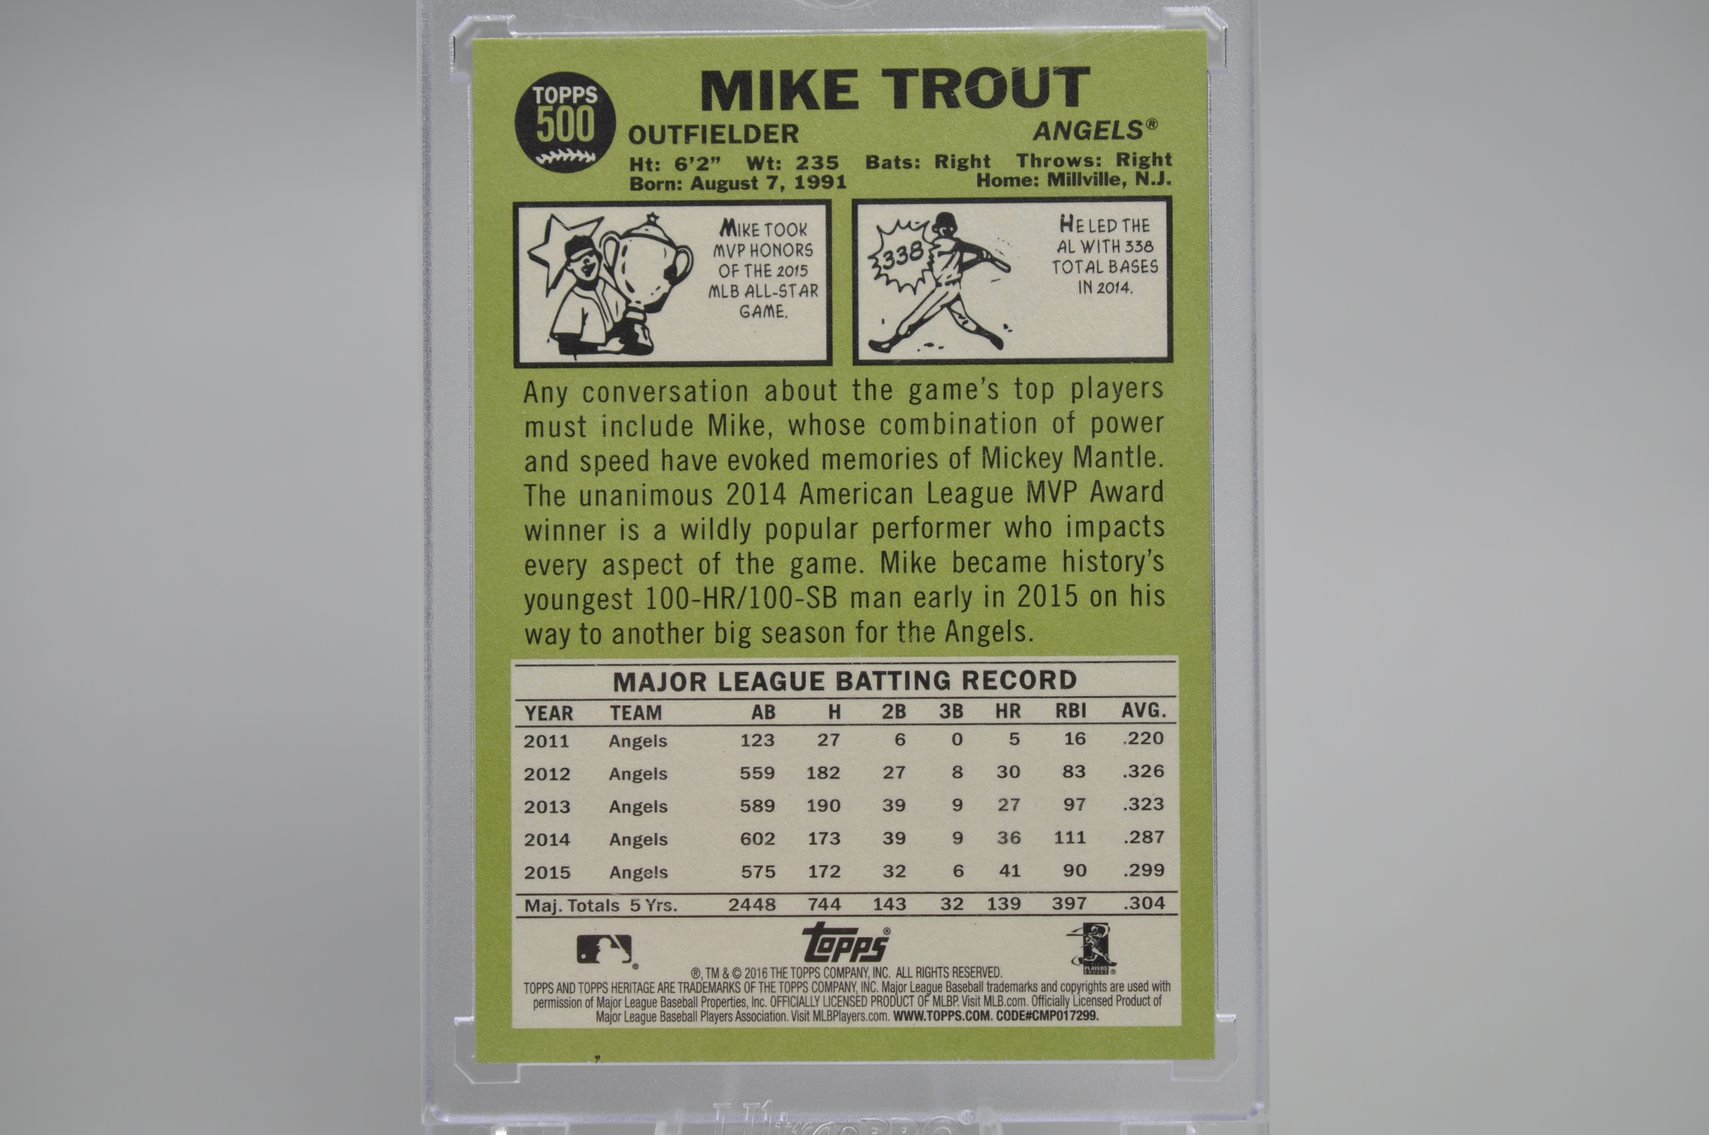 TOPPS
500
MIKE TROUT
OUTFIELDER ANGELS®
Ht: 6'2" Wt: 235 Bats: Right Throws: Right
Born: August 7, 1991 Home: Millville, N.J.
MIKE TOOK
MVP HONORS
OF THE 2015
MLB ALL-STAR
GAME.
338
HE LED THE
AL WITH 338
TOTAL BASES
IN 2014.
Any conversation about the game's top players
must include Mike, whose combination of power
and speed have evoked memories of Mickey Mantle.
The unanimous 2014 American League MVP Award
winner is a wildly popular performer who impacts
every aspect of the game. Mike became history's
youngest 100-HR/100-SB man early in 2015 on his
way to another big season for the Angels.
MAJOR LEAGUE BATTING RECORD
YEAR TEAM AB H 2B 3B HR RBI AVG.
2011 Angels 123 27 6 0 5 16 .220
2012 Angels 559 182 27 8 30 83 .326
2013 Angels 589 190 39 9 27 97 .323
2014 Angels 602 173 39 9 36 111 .287
2015 Angels 575 172 32 6 41 90 .299
Maj. Totals 5 Yrs. 2448 744 143 32 139 397 .304
®
topps®
PLAYERS
®
®, TM & © 2016 THE TOPPS COMPANY, INC. ALL RIGHTS RESERVED.
TOPPS AND TOPPS HERITAGE ARE TRADEMARKS OF THE TOPPS COMPANY, INC. Major League Baseball trademarks and copyrights are used with
permission of Major League Baseball Properties, Inc. OFFICIALLY LICENSED PRODUCT OF MLBP. Visit MLB.com. Officially Licensed Product of
Major League Baseball Players Association. Visit MLBPlayers.com. WWW.TOPPS.COM. CODE#CMP017299.